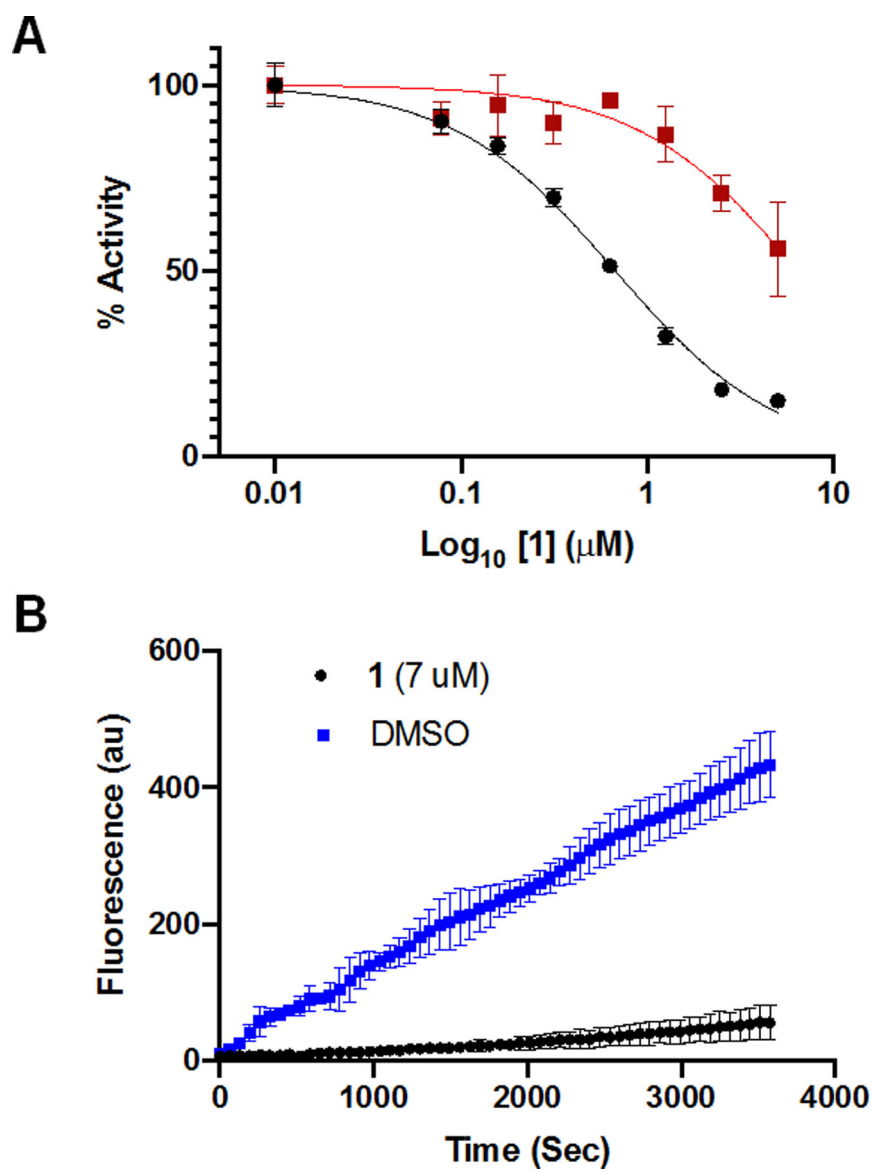 A
100
50
0
% Activity
0.01 0.1 1 10
Log₁₀ [1] (μM)
B
600
400
200
0
Fluorescence (au)
1 (7 uM)
DMSO
0 1000 2000 3000 4000
Time (Sec)